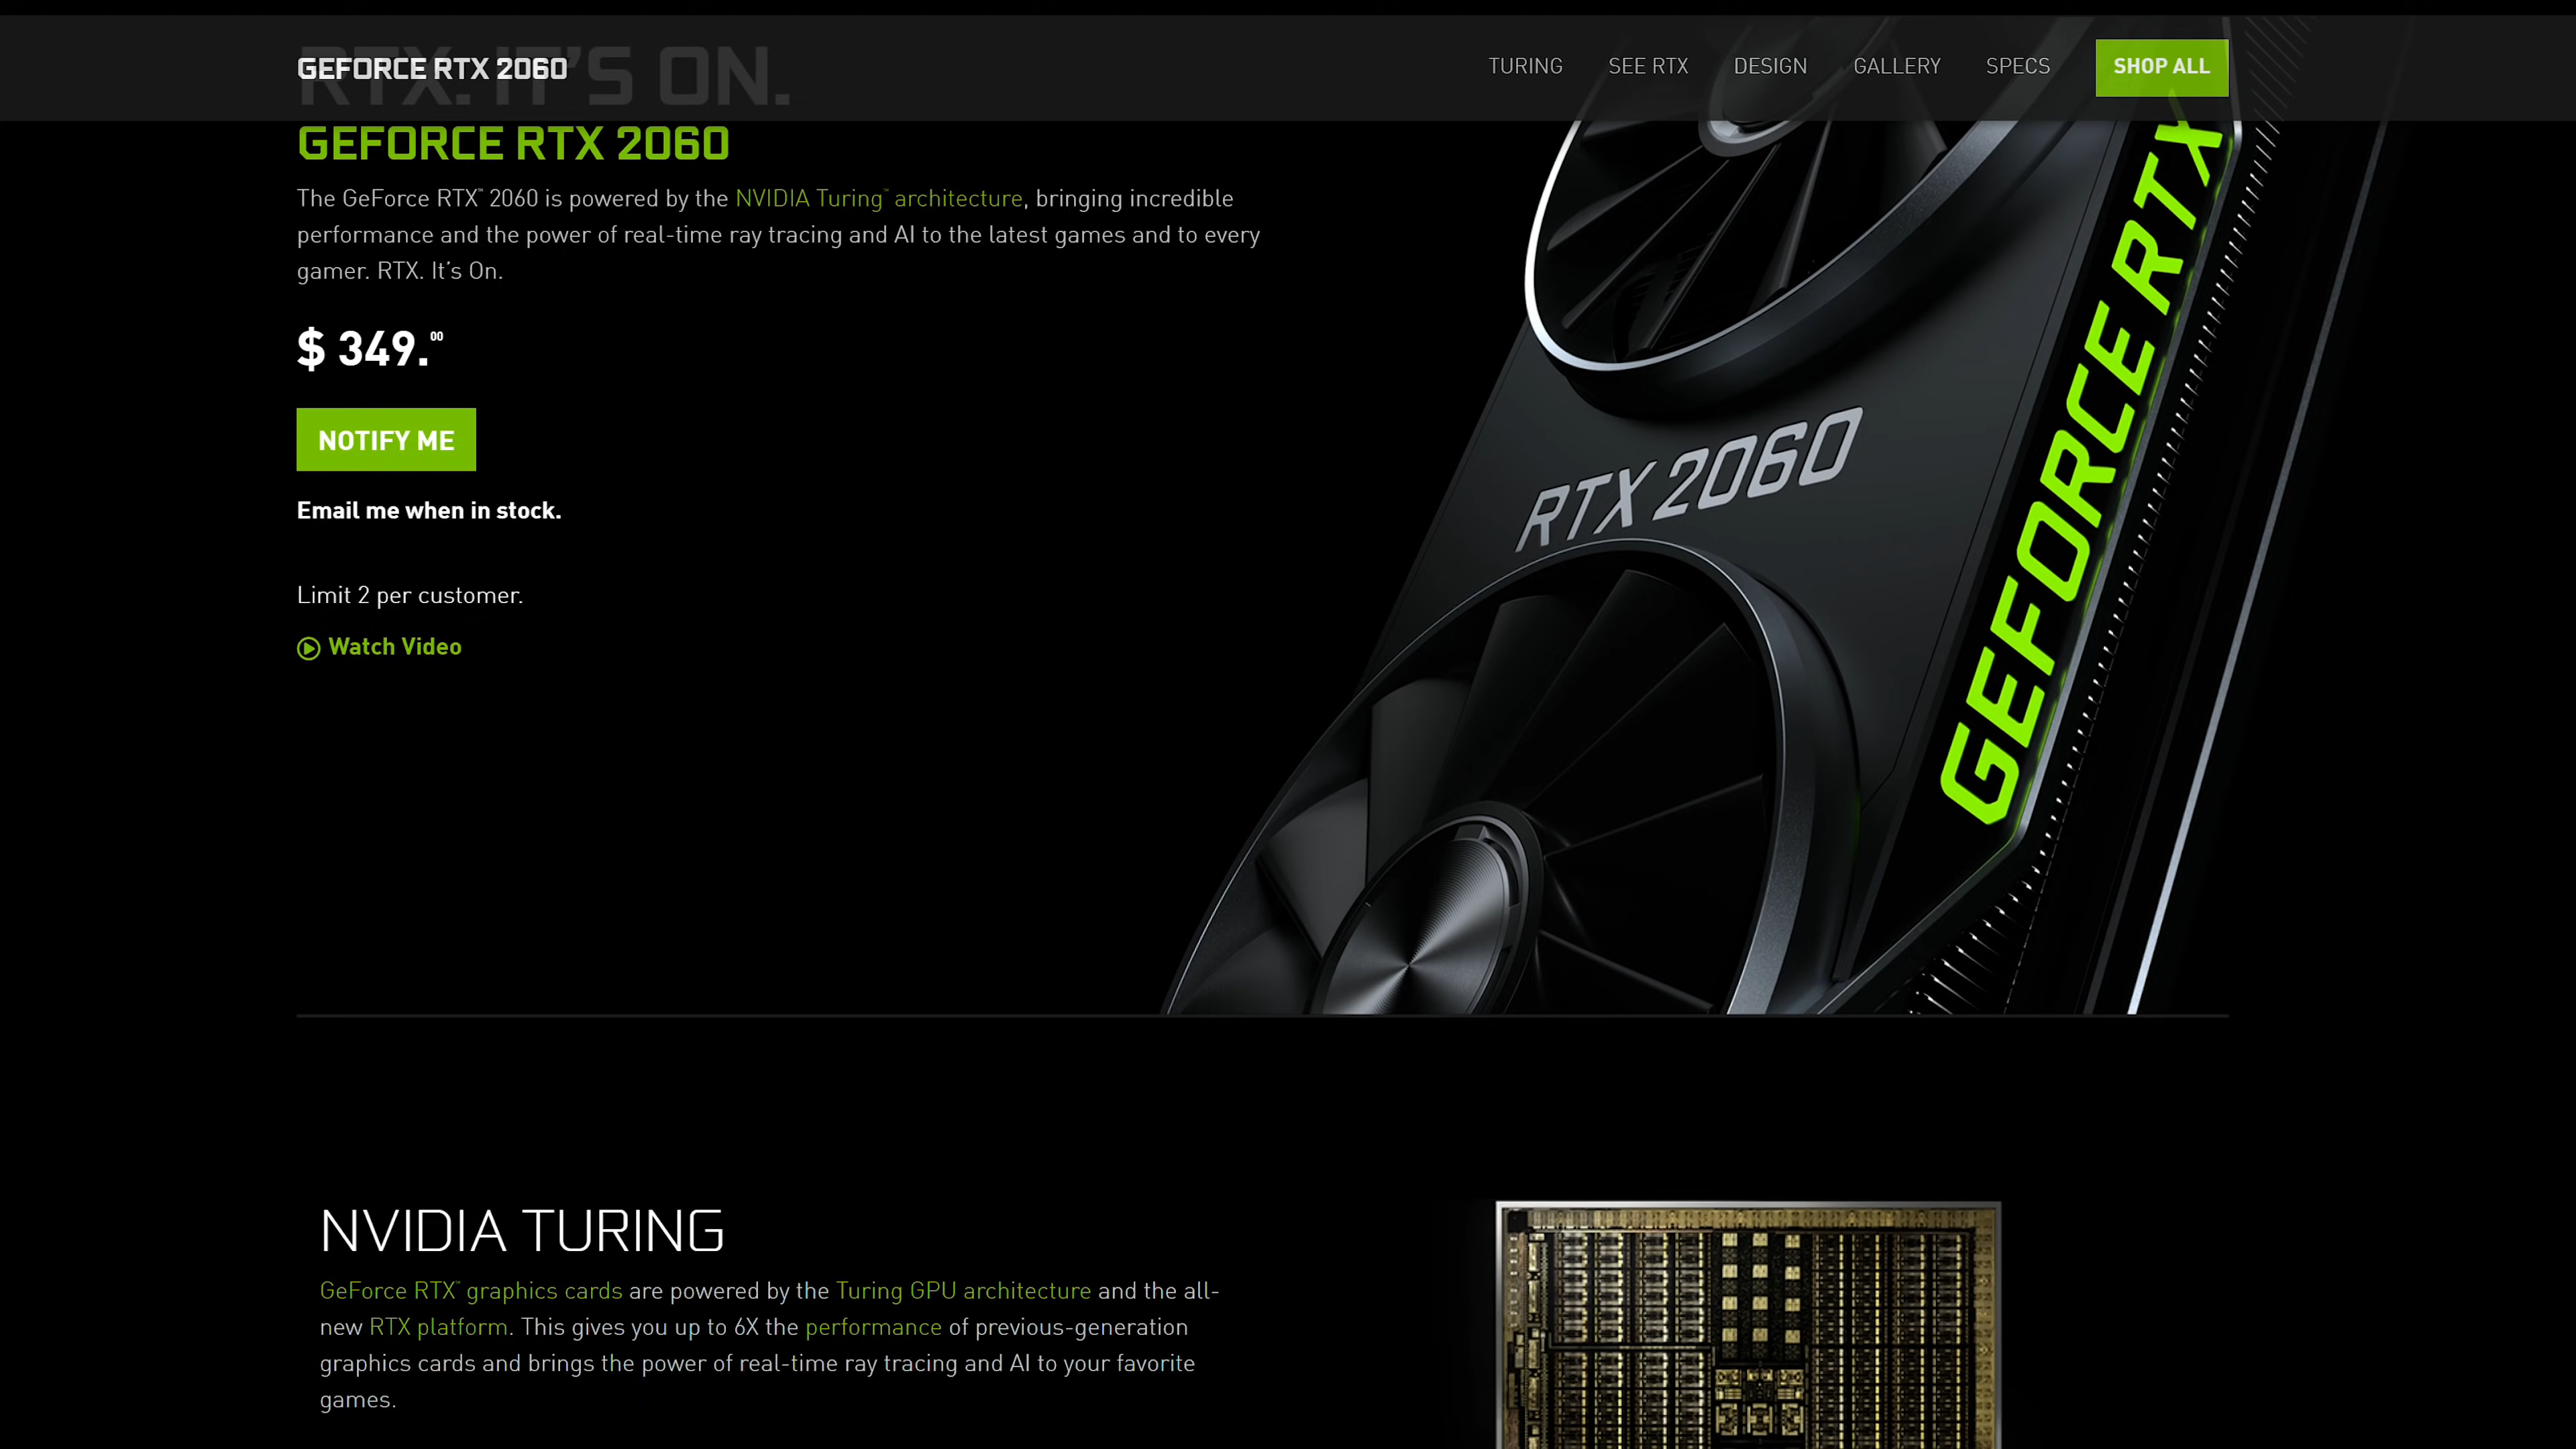 RTX. IT'S ON.
GEFORCE RTX 2060
TURING
SEE RTX
DESIGN
GALLERY
SPECS
SHOP ALL
GEFORCE RTX 2060
The GeForce RTX™ 2060 is powered by the NVIDIA Turing™ architecture, bringing incredible
performance and the power of real-time ray tracing and AI to the latest games and to every
gamer. RTX. It's On.
$ 349.00
NOTIFY ME
Email me when in stock.
Limit 2 per customer.
Watch Video
RTX 2060
GEFORCE RTX
NVIDIA TURING
GeForce RTX™ graphics cards are powered by the Turing GPU architecture and the all-
new RTX platform. This gives you up to 6X the performance of previous-generation
graphics cards and brings the power of real-time ray tracing and AI to your favorite
games.